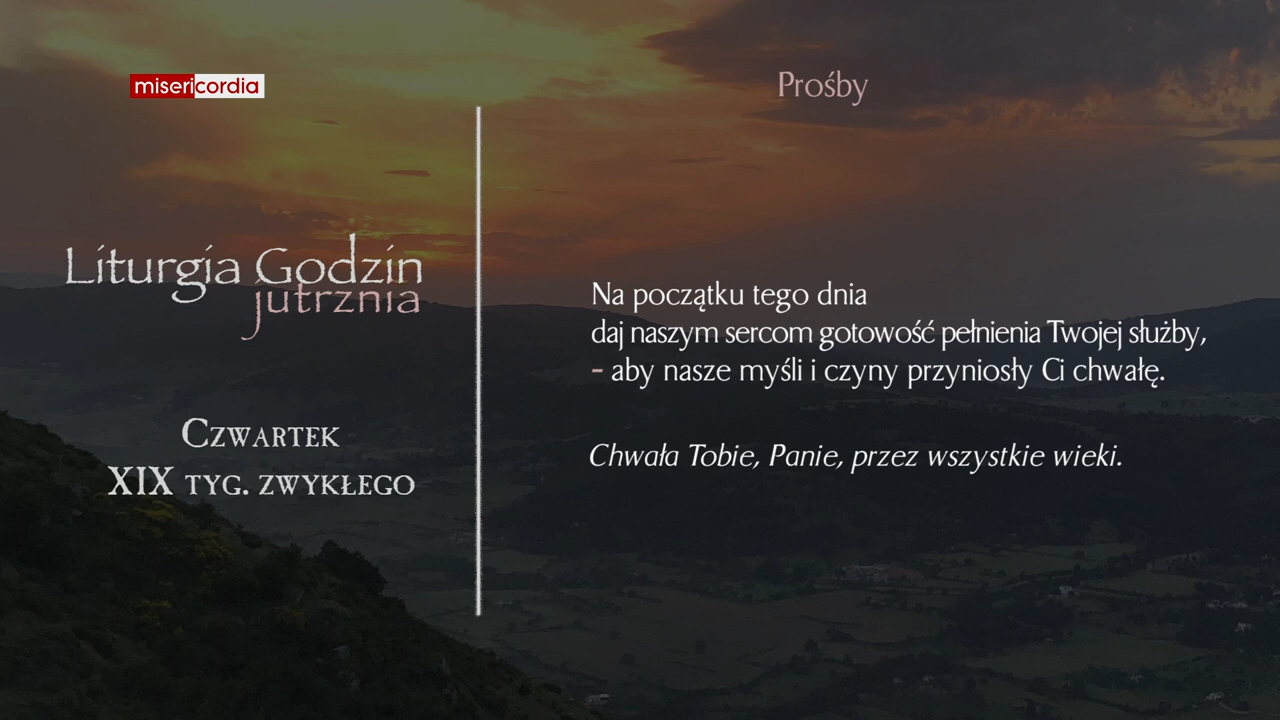 misericordia
Liturgia Godzin
jutrznia
Czwartek
XIX tyg. zwykłego
Prośby
Na początku tego dnia
daj naszym sercom gotowość pełnienia Twojej służby,
- aby nasze myśli i czyny przyniosły Ci chwałę.
Chwała Tobie, Panie, przez wszystkie wieki.